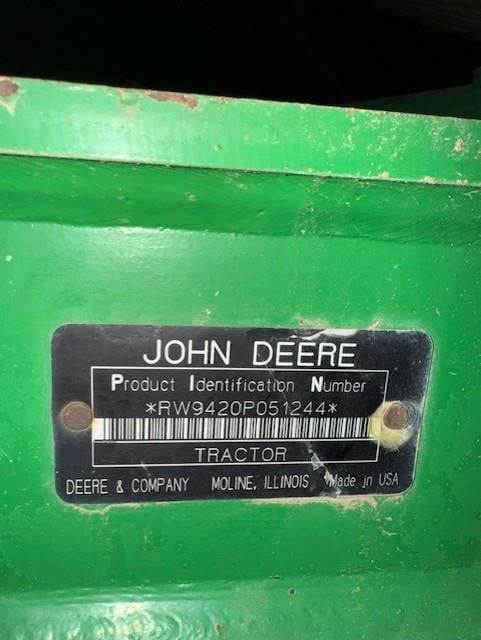 JOHN DEERE
Product Identification Number
*RW9420P051244*
TRACTOR
DEERE & COMPANY MOLINE, ILLINOIS Made in USA